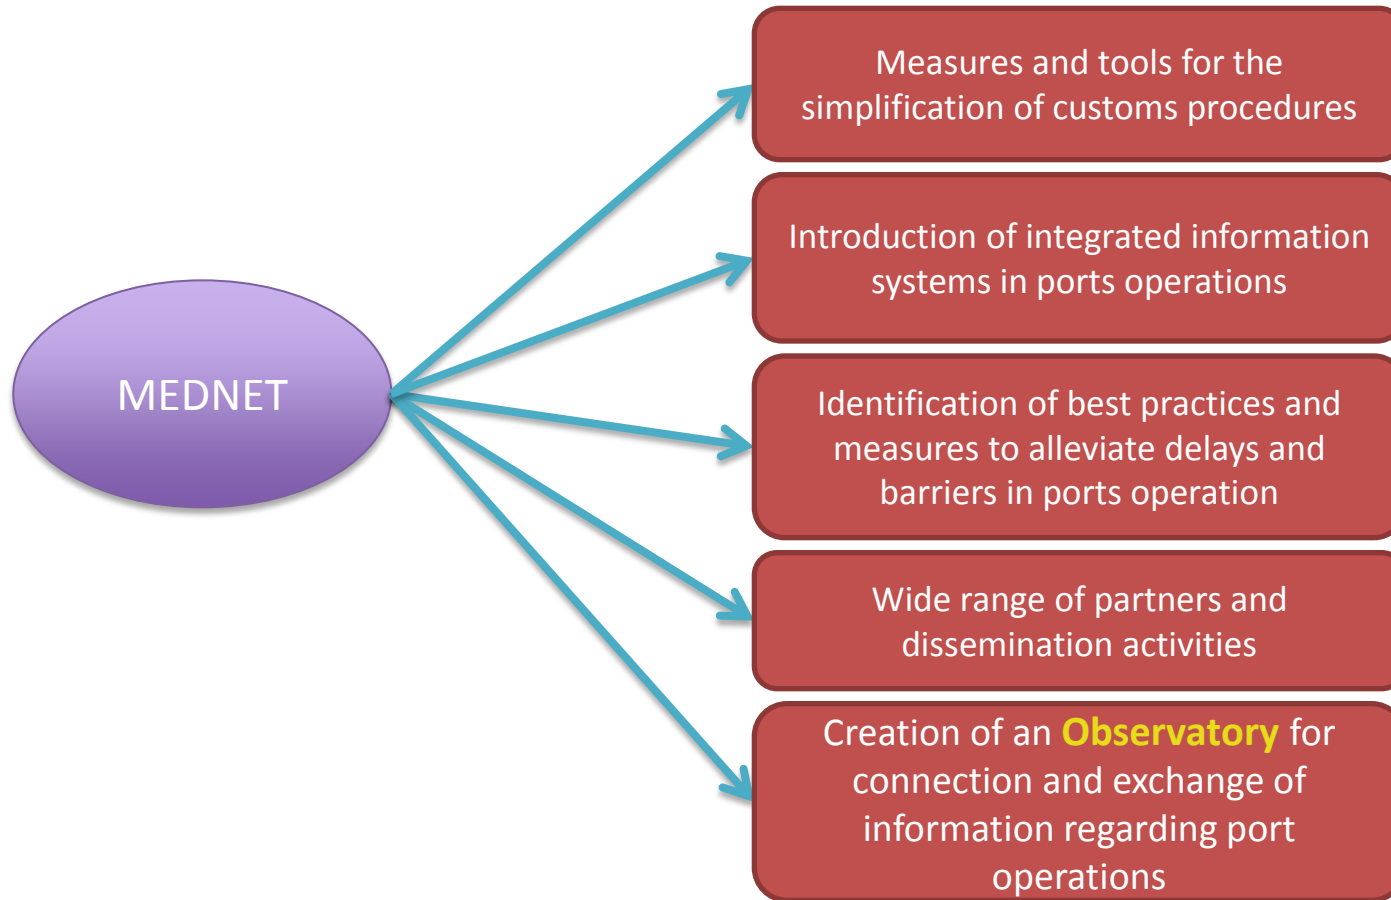 MEDNET
Measures and tools for the
simplification of customs procedures
Introduction of integrated information
systems in ports operations
Identification of best practices and
measures to alleviate delays and
barriers in ports operation
Wide range of partners and
dissemination activities
Creation of an Observatory for
connection and exchange of
information regarding port
operations